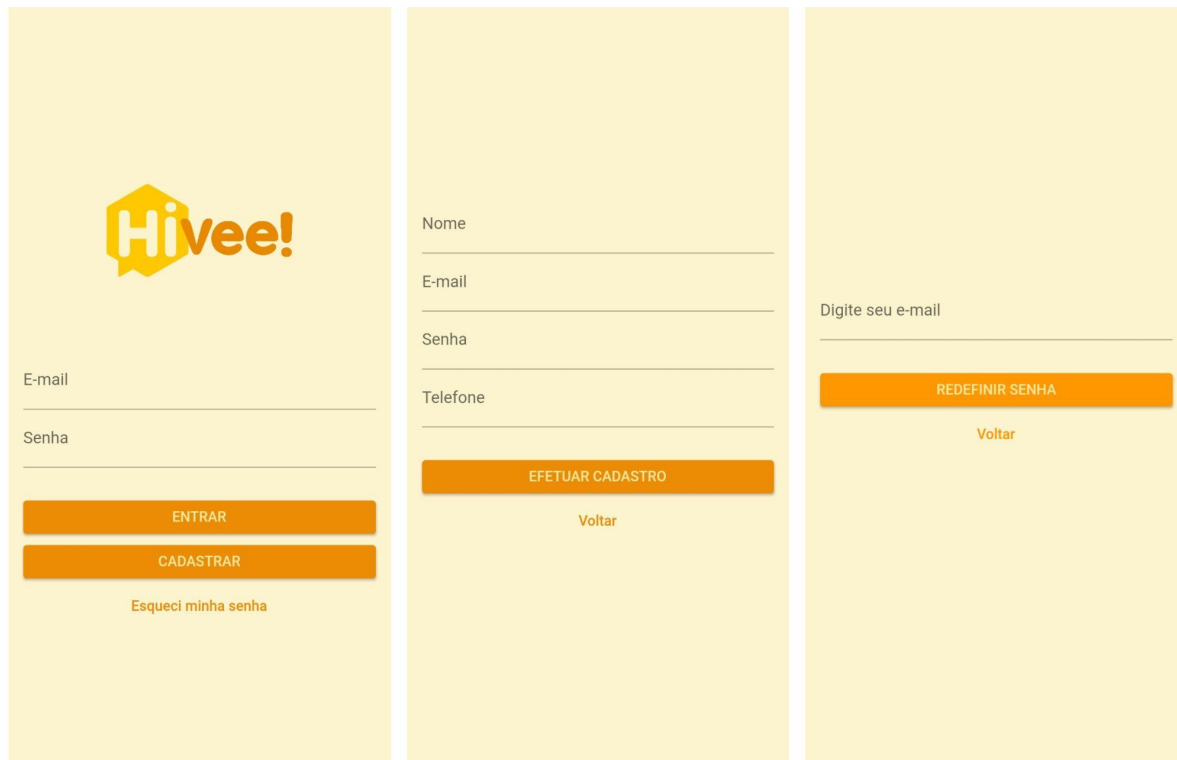 Hivee!
E-mail
Senha
ENTRAR
CADASTRAR
Esqueci minha senha
Nome
E-mail
Senha
Telefone
EFETUAR CADASTRO
Voltar
Digite seu e-mail
REDEFINIR SENHA
Voltar